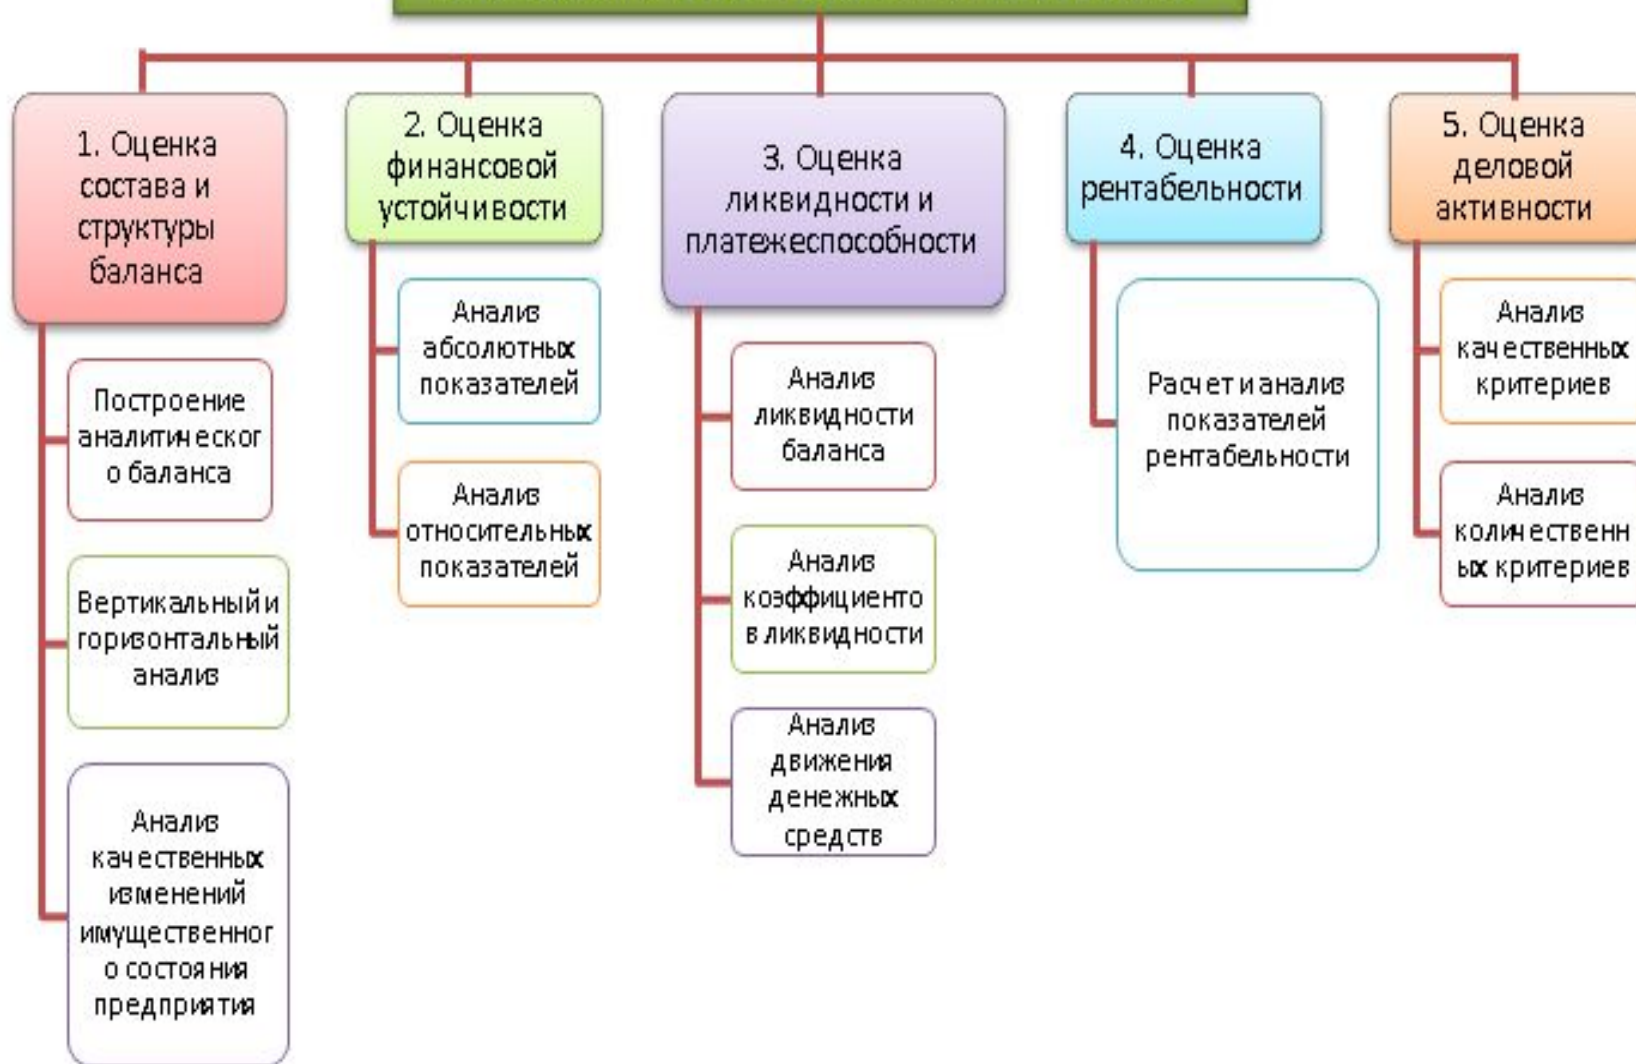 1. Оценка
состава и
структуры
баланса
Построение
аналитическог
о баланса
Вертикальный и
горизонтальный
анализ
Анализ
качественных
изменений
имущественног
о состояния
предприятия
2. Оценка
финансовой
устойчивости
Анализ
абсолютных
показателей
Анализ
относительных
показателей
3. Оценка
ликвидности и
платежеспособности
Анализ
ликвидности
баланса
Анализ
коэффициенто
в ликвидности
Анализ
движения
денежных
средств
4. Оценка
рентабельности
Расчет и анализ
показателей
рентабельности
5. Оценка
деловой
активности
Анализ
качественных
критериев
Анализ
количественн
ых критериев